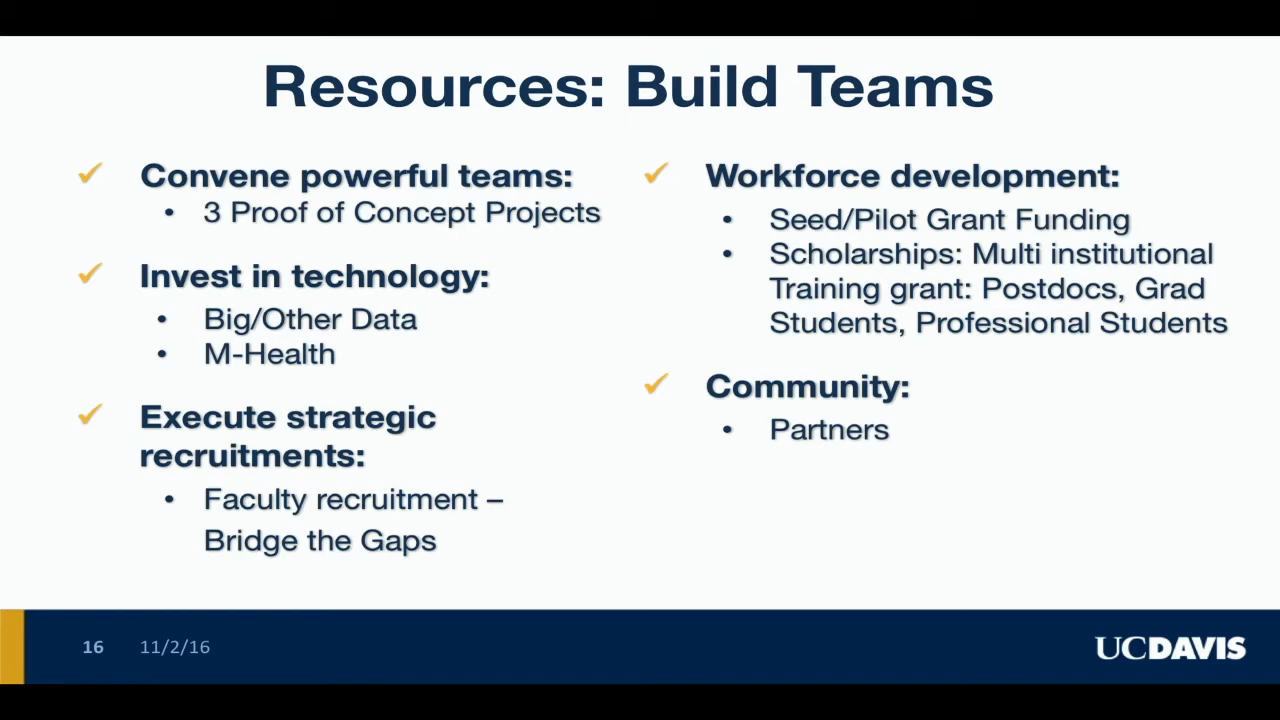 Resources: Build Teams
✓ Convene powerful teams:
• 3 Proof of Concept Projects
✓ Invest in technology:
• Big/Other Data
• M-Health
✓ Execute strategic
recruitments:
• Faculty recruitment –
Bridge the Gaps
✓ Workforce development:
• Seed/Pilot Grant Funding
• Scholarships: Multi institutional
Training grant: Postdocs, Grad
Students, Professional Students
✓ Community:
• Partners
16 11/2/16
UCDAVIS